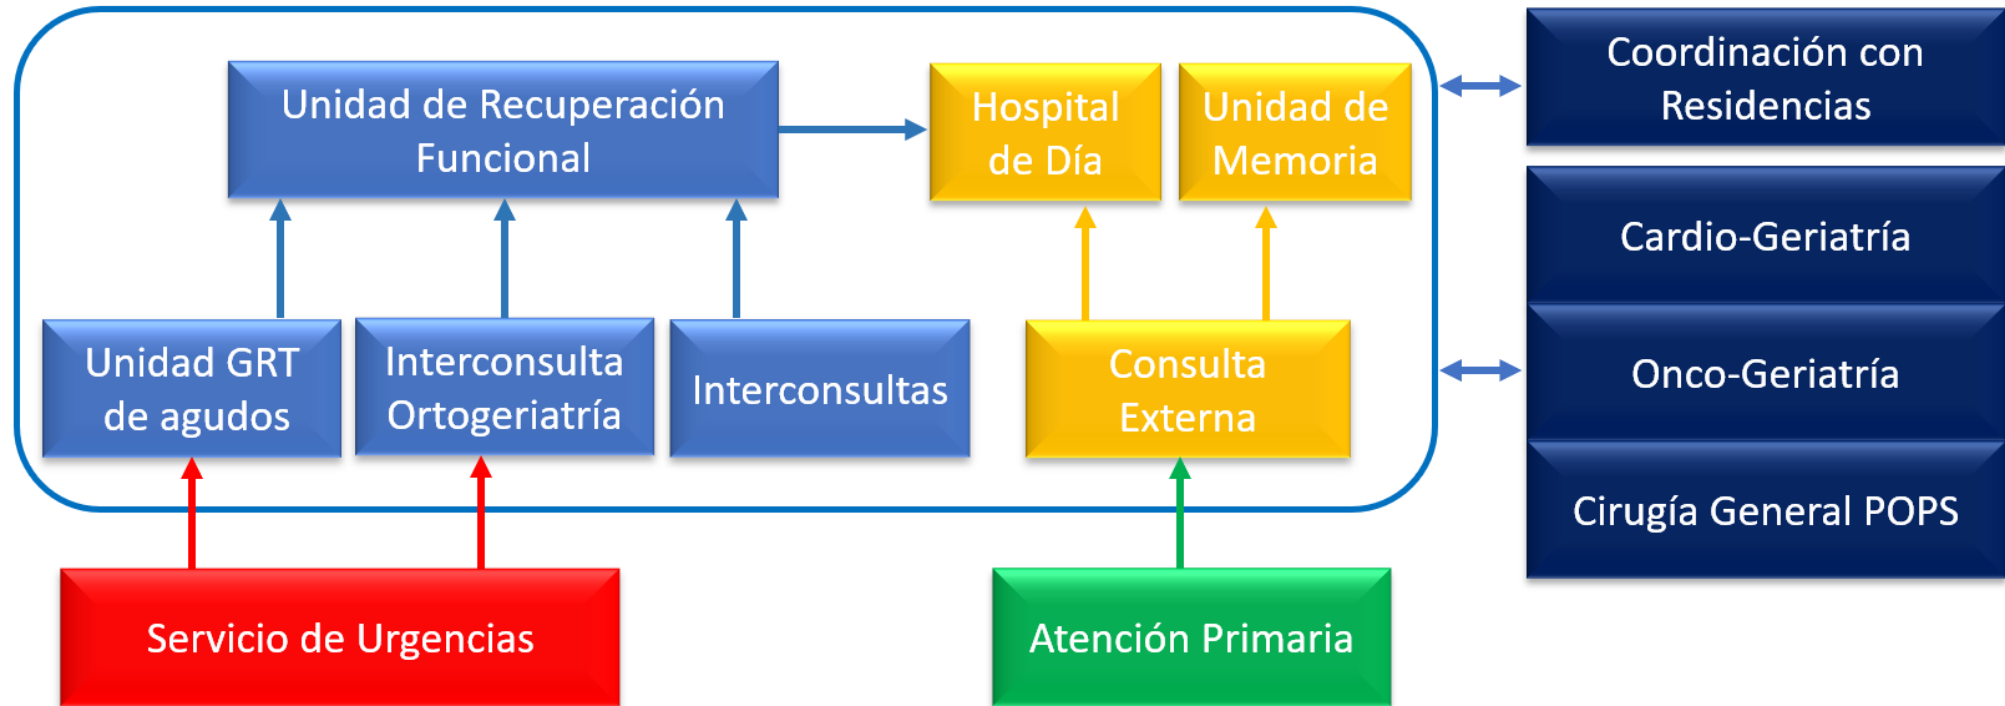 Unidad de Recuperación
Funcional
Hospital
de Día
Unidad de
Memoria
Unidad GRT
de agudos
Interconsulta
Ortogeriatría
Interconsultas
Consulta
Externa
Servicio de Urgencias
Atención Primaria
Coordinación con
Residencias
Cardio-Geriatría
Onco-Geriatría
Cirugía General POPS